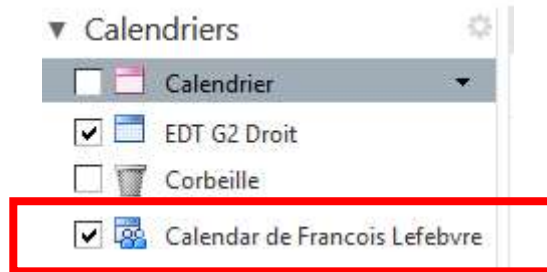 Calendriers
Calendrier
EDT G2 Droit
Corbeille
Calendar de Francois Lefebvre